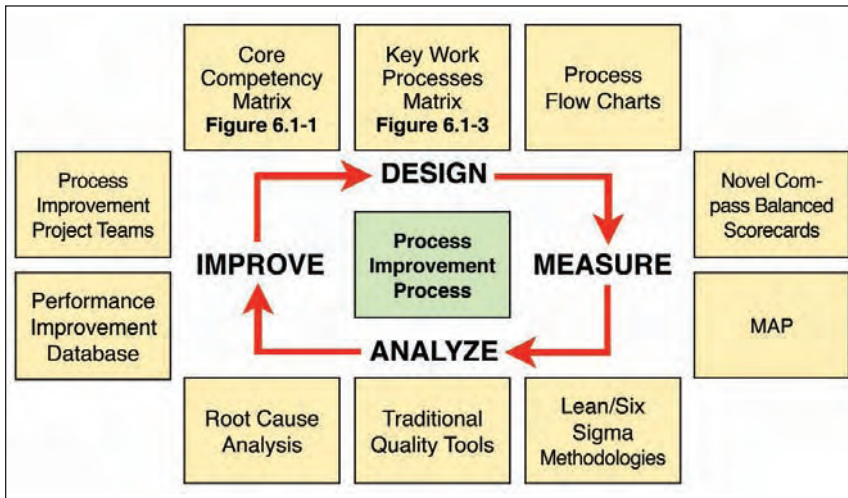 Core
Competency
Matrix
Figure 6.1-1
Key Work
Processes
Matrix
Figure 6.1-3
Process
Flow Charts
DESIGN
Process
Improvement
Project Teams
Novel Com-
pass Balanced
Scorecards
IMPROVE
Process
Improvement
Process
MEASURE
Performance
Improvement
Database
MAP
ANALYZE
Root Cause
Analysis
Traditional
Quality Tools
Lean/Six
Sigma
Methodologies